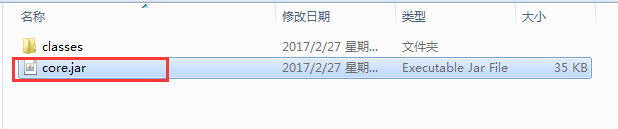 名称 修改日期 类型 大小
classes 2017/2/27 星期... 文件夹
core.jar 2017/2/27 星期... Executable Jar File 35 KB